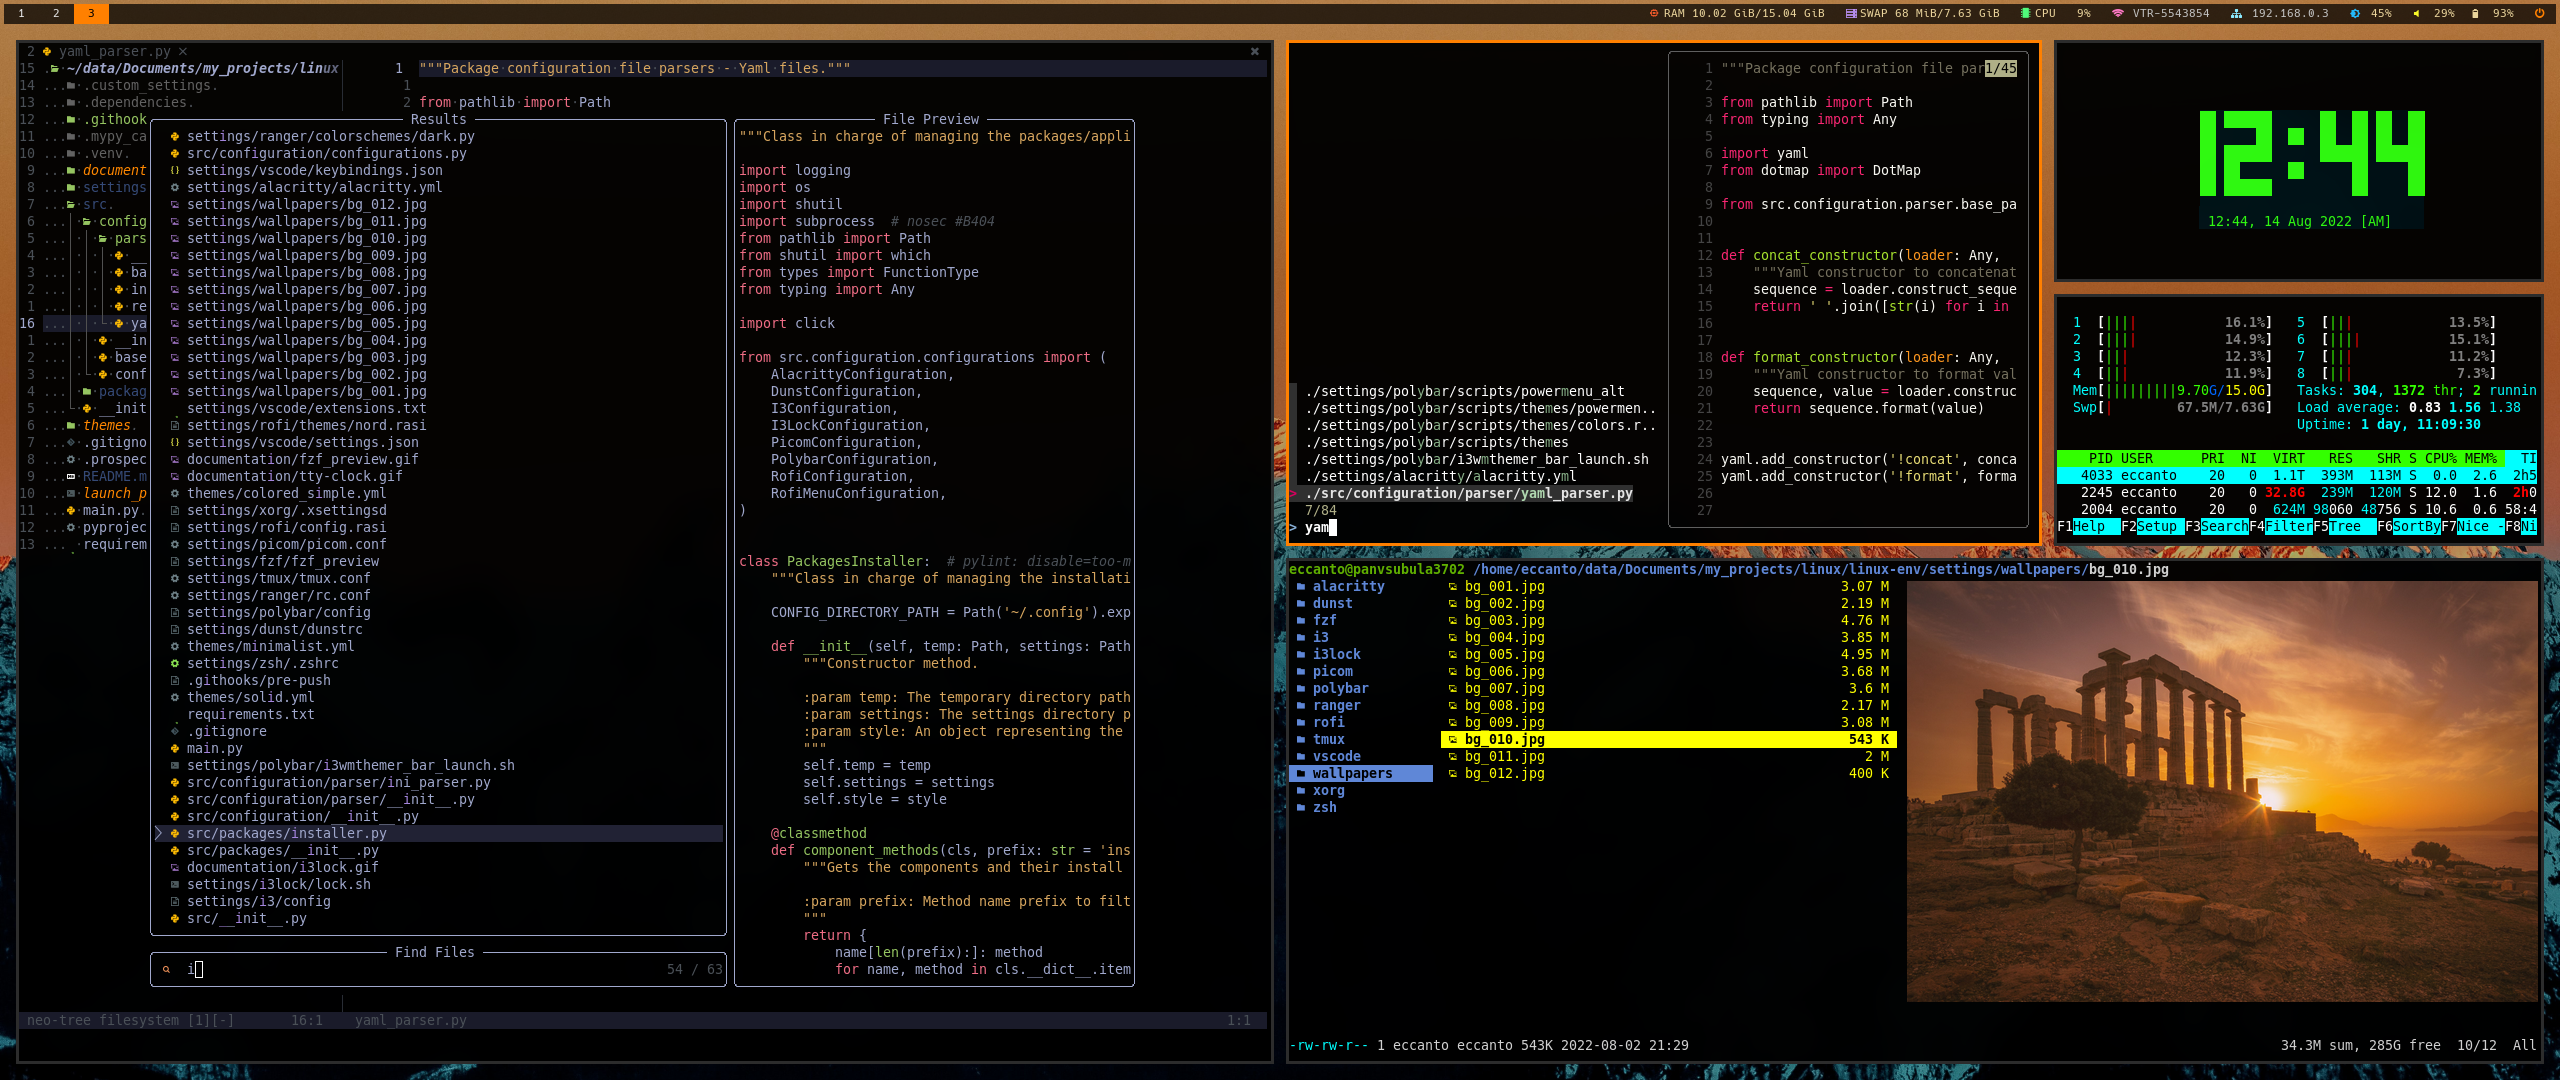 1 2 3
RAM 10.02 GiB/15.04 GiB SWAP 68 MiB/7.63 GiB CPU 9% VTR-5543854 192.168.0.3 45% 29% 93%
2 yaml_parser.py ✕
15 ~/data/Documents/my_projects/linux
14 .custom_settings.
13 .dependencies.
12 .githook
11 .mypy_ca
10 .venv.
9 document
8 settings
7 src.
6 config
5 pars
4 __
3 ba
2 in
1 re
16 ya
1 __in
2 base
3 conf
4 packag
5 __init
6 themes.
7 .gitigno
8 .prospec
9 README.m
10 launch_p
11 main.py.
12 pyprojec
13 requirem
1 """Package configuration file parsers - Yaml files."""
1
2 from pathlib import Path
Results
settings/ranger/colorschemes/dark.py
src/configuration/configurations.py
settings/vscode/keybindings.json
settings/alacritty/alacritty.yml
settings/wallpapers/bg_012.jpg
settings/wallpapers/bg_011.jpg
settings/wallpapers/bg_010.jpg
settings/wallpapers/bg_009.jpg
settings/wallpapers/bg_008.jpg
settings/wallpapers/bg_007.jpg
settings/wallpapers/bg_006.jpg
settings/wallpapers/bg_005.jpg
settings/wallpapers/bg_004.jpg
settings/wallpapers/bg_003.jpg
settings/wallpapers/bg_002.jpg
settings/wallpapers/bg_001.jpg
settings/vscode/extensions.txt
settings/rofi/themes/nord.rasi
settings/vscode/settings.json
documentation/fzf_preview.gif
documentation/tty-clock.gif
themes/colored_simple.yml
settings/xorg/.xsettingsd
settings/rofi/config.rasi
settings/picom/picom.conf
settings/fzf/fzf_preview
settings/tmux/tmux.conf
settings/ranger/rc.conf
settings/polybar/config
settings/dunst/dunstrc
themes/minimalist.yml
settings/zsh/.zshrc
.githooks/pre-push
themes/solid.yml
requirements.txt
.gitignore
main.py
settings/polybar/i3wmthemer_bar_launch.sh
src/configuration/parser/ini_parser.py
src/configuration/parser/__init__.py
src/configuration/__init__.py
src/packages/installer.py
src/packages/__init__.py
documentation/i3lock.gif
settings/i3lock/lock.sh
settings/i3/config
src/__init__.py
Find Files
i 54 / 63
File Preview
"""Class in charge of managing the packages/appli
import logging
import os
import shutil
import subprocess # nosec #B404
from pathlib import Path
from shutil import which
from types import FunctionType
from typing import Any
import click
from src.configuration.configurations import (
AlacrittyConfiguration,
DunstConfiguration,
I3Configuration,
I3LockConfiguration,
PicomConfiguration,
PolybarConfiguration,
RofiConfiguration,
RofiMenuConfiguration,
)
class PackagesInstaller: # pylint: disable=too-m
"""Class in charge of managing the installati
CONFIG_DIRECTORY_PATH = Path('~/.config').exp
def __init__(self, temp: Path, settings: Path
"""Constructor method.
:param temp: The temporary directory path
:param settings: The settings directory p
:param style: An object representing the
"""
self.temp = temp
self.settings = settings
self.style = style
@classmethod
def component_methods(cls, prefix: str = 'ins
"""Gets the components and their install
:param prefix: Method name prefix to filt
"""
return {
name[len(prefix):]: method
for name, method in cls.__dict__.item
neo-tree filesystem [1][-] 16:1 yaml_parser.py 1:1
./settings/polybar/scripts/powermenu_alt
./settings/polybar/scripts/themes/powermen..
./settings/polybar/scripts/themes/colors.r..
./settings/polybar/scripts/themes
./settings/polybar/i3wmthemer_bar_launch.sh
./settings/alacritty/alacritty.yml
> ./src/configuration/parser/yaml_parser.py
7/84
> yam
1 """Package configuration file par1/45
2
3 from pathlib import Path
4 from typing import Any
5
6 import yaml
7 from dotmap import DotMap
8
9 from src.configuration.parser.base_pa
10
11
12 def concat_constructor(loader: Any,
13 """Yaml constructor to concatenat
14 sequence = loader.construct_seque
15 return ' '.join([str(i) for i in
16
17
18 def format_constructor(loader: Any,
19 """Yaml constructor to format val
20 sequence, value = loader.construc
21 return sequence.format(value)
22
23
24 yaml.add_constructor('!concat', conca
25 yaml.add_constructor('!format', forma
26
27
12:44
12:44, 14 Aug 2022 [AM]
1 [|||| 16.1%] 5 [||| 13.5%]
2 [|||| 14.9%] 6 [|||| 15.1%]
3 [||| 12.3%] 7 [||| 11.2%]
4 [||| 11.9%] 8 [||| 7.3%]
Mem[|||||||||9.70G/15.0G] Tasks: 304, 1372 thr; 2 runnin
Swp[| 67.5M/7.63G] Load average: 0.83 1.56 1.38
Uptime: 1 day, 11:09:30
PID USER PRI NI VIRT RES SHR S CPU% MEM% TI
4033 eccanto 20 0 1.1T 393M 113M S 0.0 2.6 2h5
2245 eccanto 20 0 32.8G 239M 120M S 12.0 1.6 2h0
2004 eccanto 20 0 624M 98060 48756 S 10.6 0.6 58:4
F1Help F2Setup F3SearchF4FilterF5Tree F6SortByF7Nice -F8Ni
eccanto@panvsubula3702 /home/eccanto/data/Documents/my_projects/linux/linux-env/settings/wallpapers/bg_010.jpg
alacritty bg_001.jpg 3.07 M
dunst bg_002.jpg 2.19 M
fzf bg_003.jpg 4.76 M
i3 bg_004.jpg 3.85 M
i3lock bg_005.jpg 4.95 M
picom bg_006.jpg 3.68 M
polybar bg_007.jpg 3.6 M
ranger bg_008.jpg 2.17 M
rofi bg_009.jpg 3.08 M
tmux bg_010.jpg 543 K
vscode bg_011.jpg 2 M
wallpapers bg_012.jpg 400 K
xorg
zsh
-rw-rw-r-- 1 eccanto eccanto 543K 2022-08-02 21:29 34.3M sum, 285G free 10/12 All